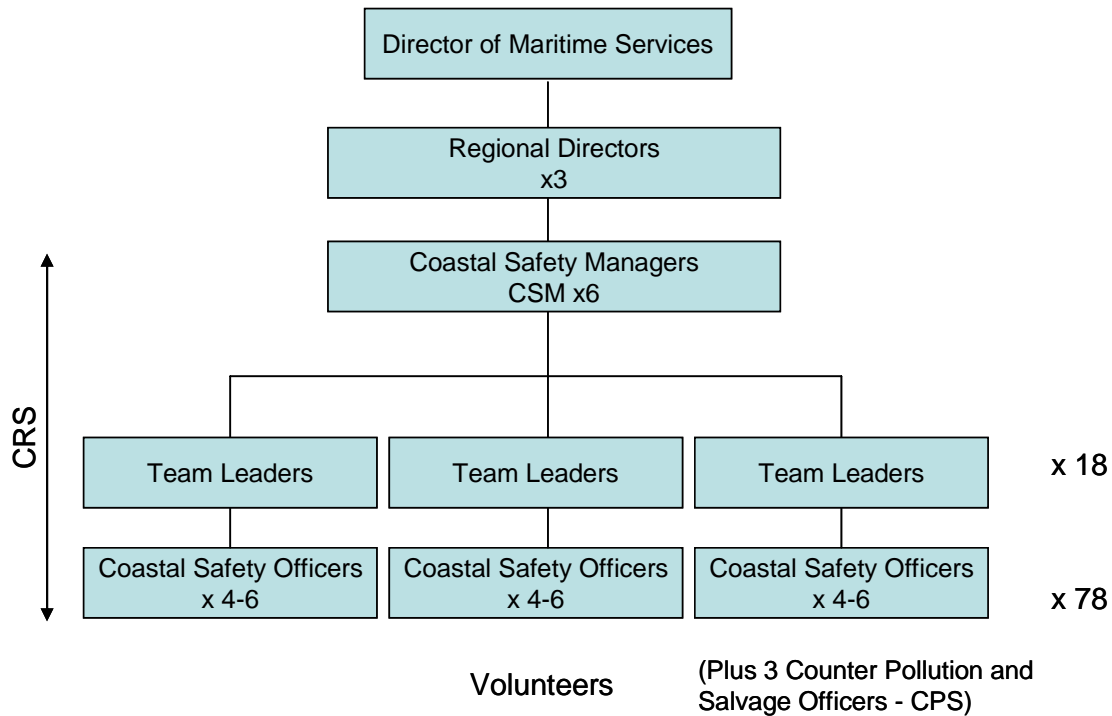 Director of Maritime Services
Regional Directors
x3
Coastal Safety Managers
CSM x6
CRS
Team Leaders
Team Leaders
Team Leaders
x 18
Coastal Safety Officers
x 4-6
Coastal Safety Officers
x 4-6
Coastal Safety Officers
x 4-6
x 78
Volunteers
(Plus 3 Counter Pollution and
Salvage Officers - CPS)